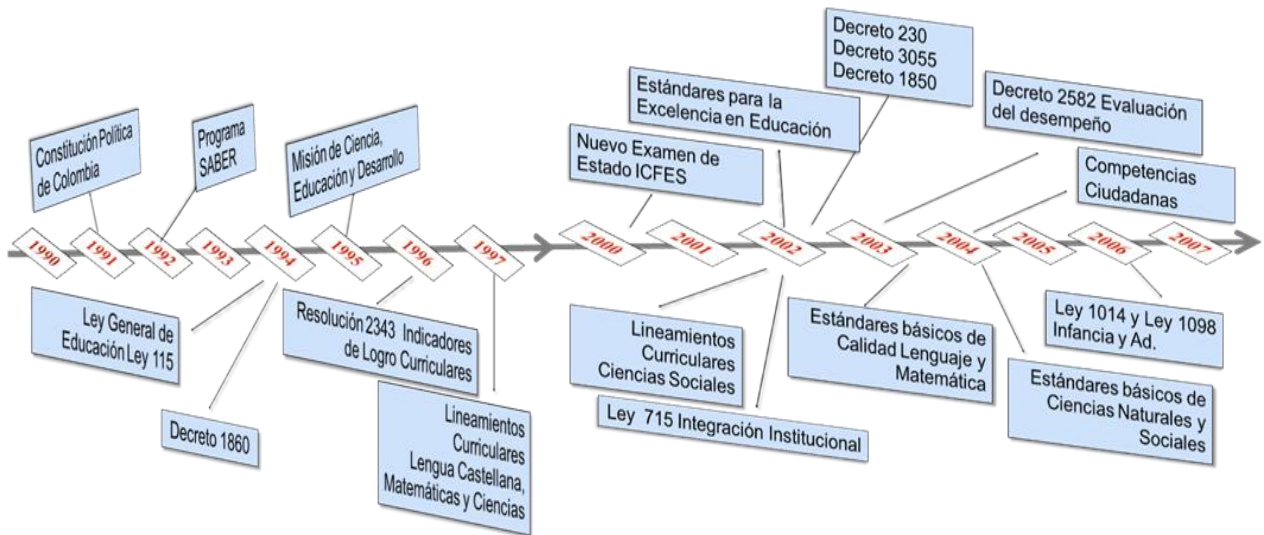 Decreto 230
Decreto 3055
Decreto 1850
Estándares para la
Excelencia en Educación
Decreto 2582 Evaluación
del desempeño
Constitución Política
de Colombia
Programa
SABER
Misión de Ciencia,
Educación y Desarrollo
Nuevo Examen de
Estado ICFES
Competencias
Ciudadanas
1990
1991
1992
1993
1994
1995
1996
1997
2000
2001
2002
2003
2004
2005
2006
2007
Ley General de
Educación Ley 115
Resolución 2343 Indicadores
de Logro Curriculares
Lineamientos
Curriculares
Ciencias Sociales
Estándares básicos de
Calidad Lenguaje y
Matemática
Ley 1014 y Ley 1098
Infancia y Ad.
Decreto 1860
Lineamientos
Curriculares
Lengua Castellana,
Matemáticas y Ciencias
Ley 715 Integración Institucional
Estándares básicos de
Ciencias Naturales y
Sociales